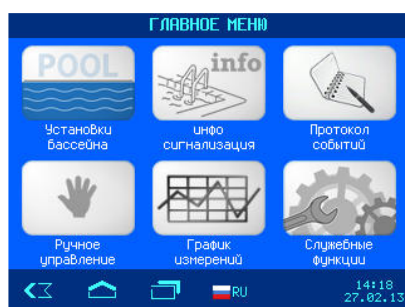 ГЛАВНОЕ МЕНЮ
POOL
info
Установки
бассейна
инфо
сигнализация
Протокол
событий
Ручное
управление
График
измерений
Служебные
функции
RU
14:18
27.02.13